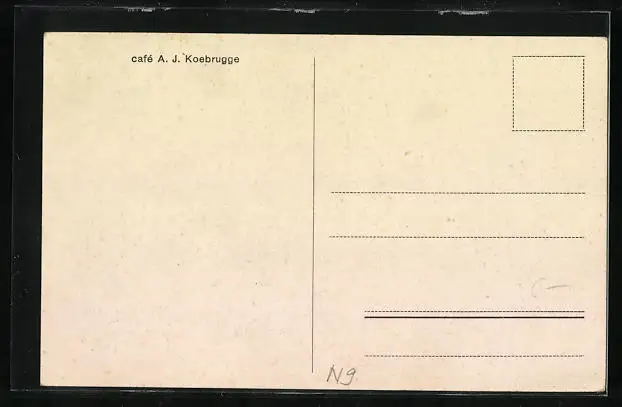 café A. J. Koebrugge
N9